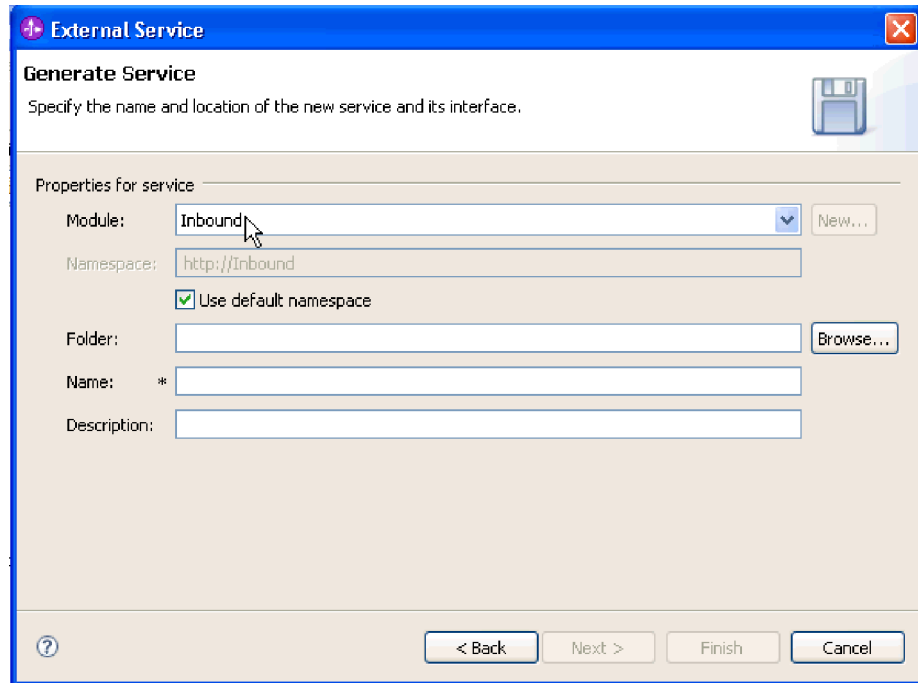 External Service
Generate Service
Specify the name and location of the new service and its interface.
Properties for service
Module: Inbound New...
Namespace: http://Inbound
Use default namespace
Folder: Browse...
Name: *
Description:
? < Back Next > Finish Cancel